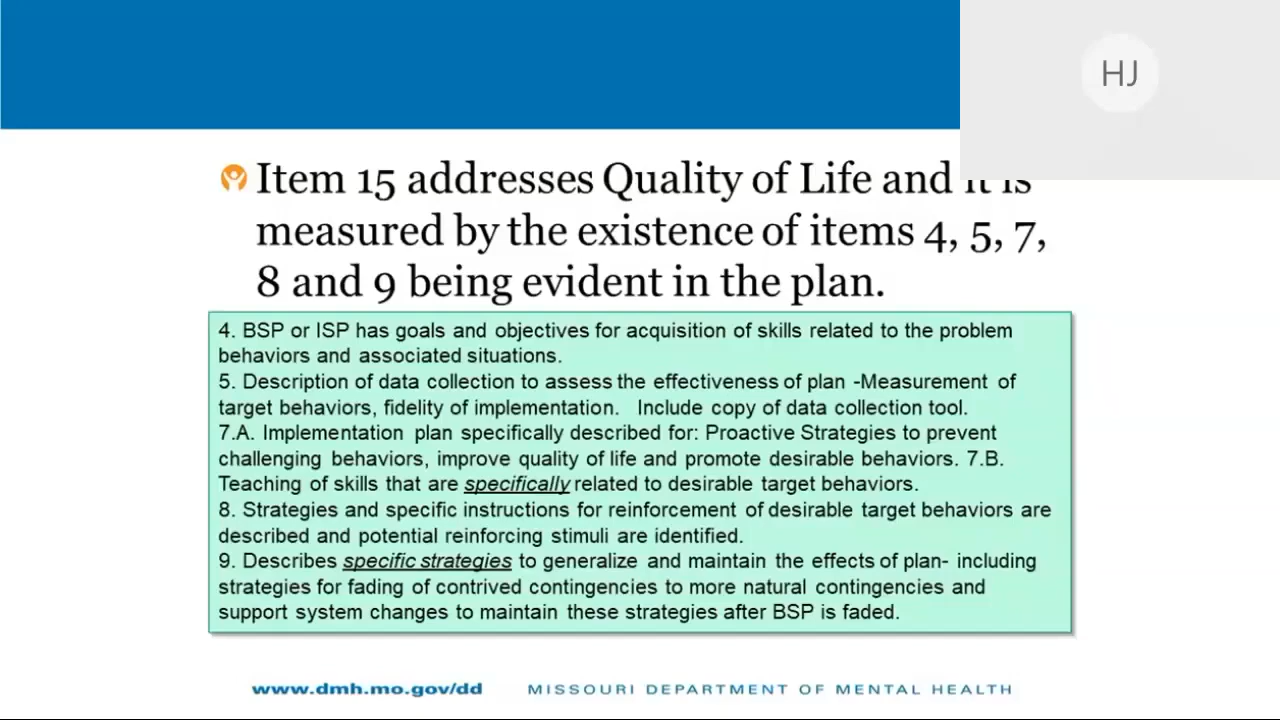 HJ
Item 15 addresses Quality of Life and it is
measured by the existence of items 4, 5, 7,
8 and 9 being evident in the plan.
4. BSP or ISP has goals and objectives for acquisition of skills related to the problem
behaviors and associated situations.
5. Description of data collection to assess the effectiveness of plan -Measurement of
target behaviors, fidelity of implementation. Include copy of data collection tool.
7.A. Implementation plan specifically described for: Proactive Strategies to prevent
challenging behaviors, improve quality of life and promote desirable behaviors. 7.B.
Teaching of skills that are specifically related to desirable target behaviors.
8. Strategies and specific instructions for reinforcement of desirable target behaviors are
described and potential reinforcing stimuli are identified.
9. Describes specific strategies to generalize and maintain the effects of plan- including
strategies for fading of contrived contingencies to more natural contingencies and
support system changes to maintain these strategies after BSP is faded.
www.dmh.mo.gov/dd MISSOURI DEPARTMENT OF MENTAL HEALTH